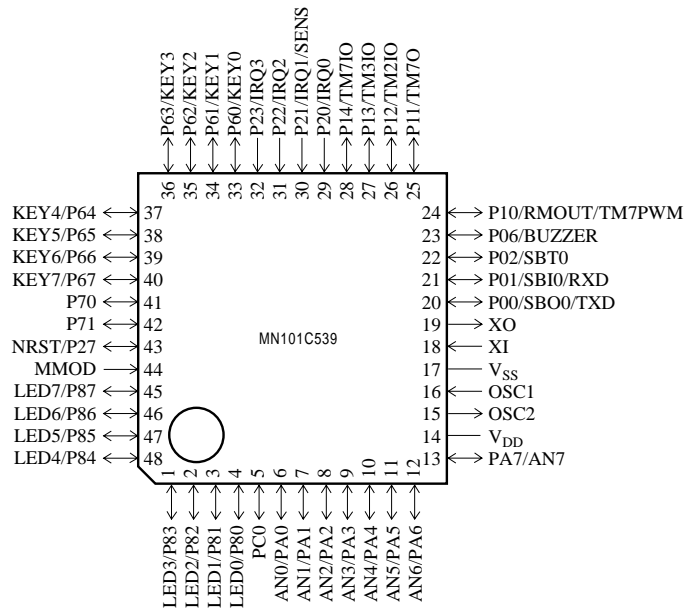 P63/KEY3
P62/KEY2
P61/KEY1
P60/KEY0
P23/IRQ3
P22/IRQ2
P21/IRQ1/SENS
P20/IRQ0
P14/TM7IO
P13/TM3IO
P12/TM2IO
P11/TM7O
36
35
34
33
32
31
30
29
28
27
26
25
KEY4/P64 37
KEY5/P65 38
KEY6/P66 39
KEY7/P67 40
P70 41
P71 42
NRST/P27 43
MMOD 44
LED7/P87 45
LED6/P86 46
LED5/P85 47
LED4/P84 48
MN101C539
24 P10/RMOUT/TM7PWM
23 P06/BUZZER
22 P02/SBT0
21 P01/SBI0/RXD
20 P00/SBO0/TXD
19 XO
18 XI
17 VSS
16 OSC1
15 OSC2
14 VDD
13 PA7/AN7
1
2
3
4
5
6
7
8
9
10
11
12
LED3/P83
LED2/P82
LED1/P81
LED0/P80
PC0
AN0/PA0
AN1/PA1
AN2/PA2
AN3/PA3
AN4/PA4
AN5/PA5
AN6/PA6